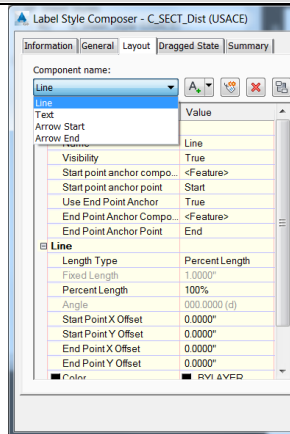 Label Style Composer - C_SECT_Dist (USACE)
Information General Layout Dragged State Summary
Component name:
Line
Line
Text
Arrow Start
Arrow End
Value
Name Line
Visibility True
Start point anchor compo... <Feature>
Start point anchor point Start
Use End Point Anchor True
End Point Anchor Compo... <Feature>
End Point Anchor Point End
Line
Length Type Percent Length
Fixed Length 1.0000"
Percent Length 100%
Angle 000.0000 (d)
Start Point X Offset 0.0000"
Start Point Y Offset 0.0000"
End Point X Offset 0.0000"
End Point Y Offset 0.0000"
Color BYLAYER